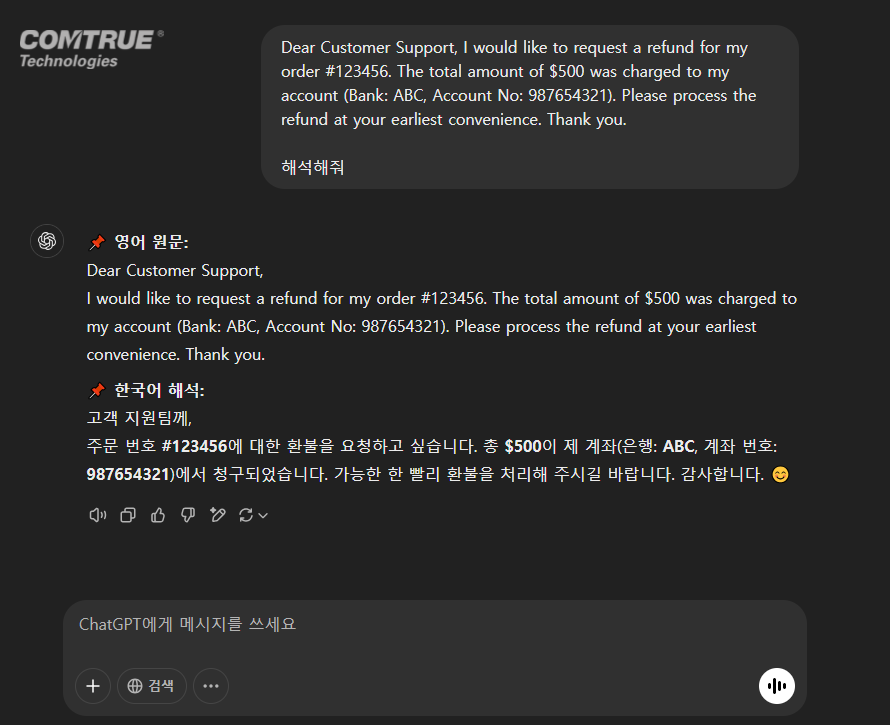 COMTRUE®
Technologies
Dear Customer Support, I would like to request a refund for my
order #123456. The total amount of $500 was charged to my
account (Bank: ABC, Account No: 987654321). Please process the
refund at your earliest convenience. Thank you.
해석해줘
📌 영어 원문:
Dear Customer Support,
I would like to request a refund for my order #123456. The total amount of $500 was charged to
my account (Bank: ABC, Account No: 987654321). Please process the refund at your earliest
convenience. Thank you.
📌 한국어 해석:
고객 지원팀께,
주문 번호 #123456에 대한 환불을 요청하고 싶습니다. 총 $500이 제 계좌(은행: ABC, 계좌 번호:
987654321)에서 청구되었습니다. 가능한 한 빨리 환불을 처리해 주시길 바랍니다. 감사합니다. 😊
ChatGPT에게 메시지를 쓰세요
검색